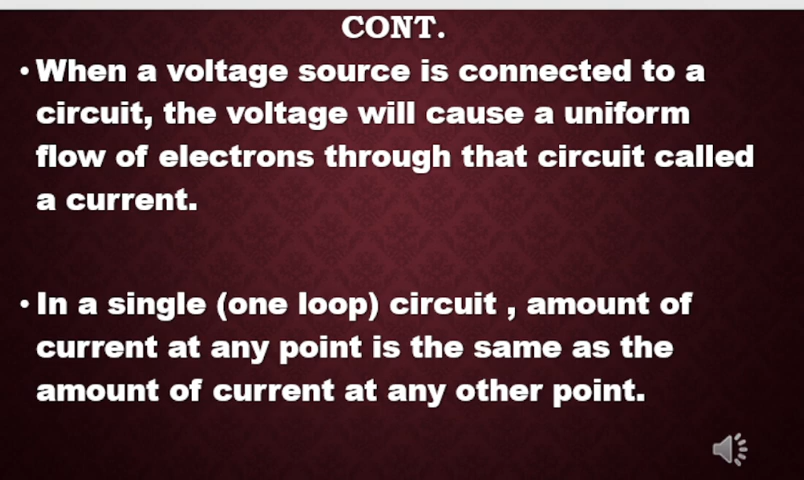 CONT.
• When a voltage source is connected to a
circuit, the voltage will cause a uniform
flow of electrons through that circuit called
a current.
• In a single (one loop) circuit , amount of
current at any point is the same as the
amount of current at any other point.